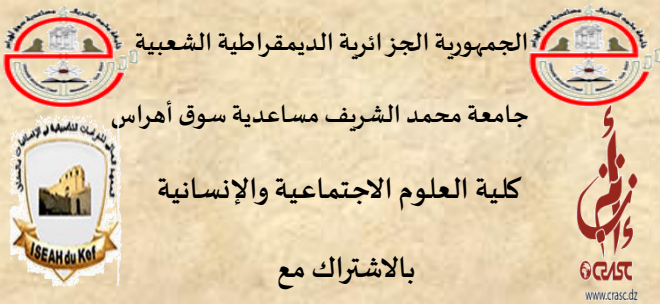 الجمهورية الجزائرية الديمقراطية الشعبية
جامعة محمد الشريف مساعدية سوق أهراس
كلية العلوم الاجتماعية والإنسانية
بالاشتراك مع
ISEAH du Kef
CRASC
www.crasc.dz